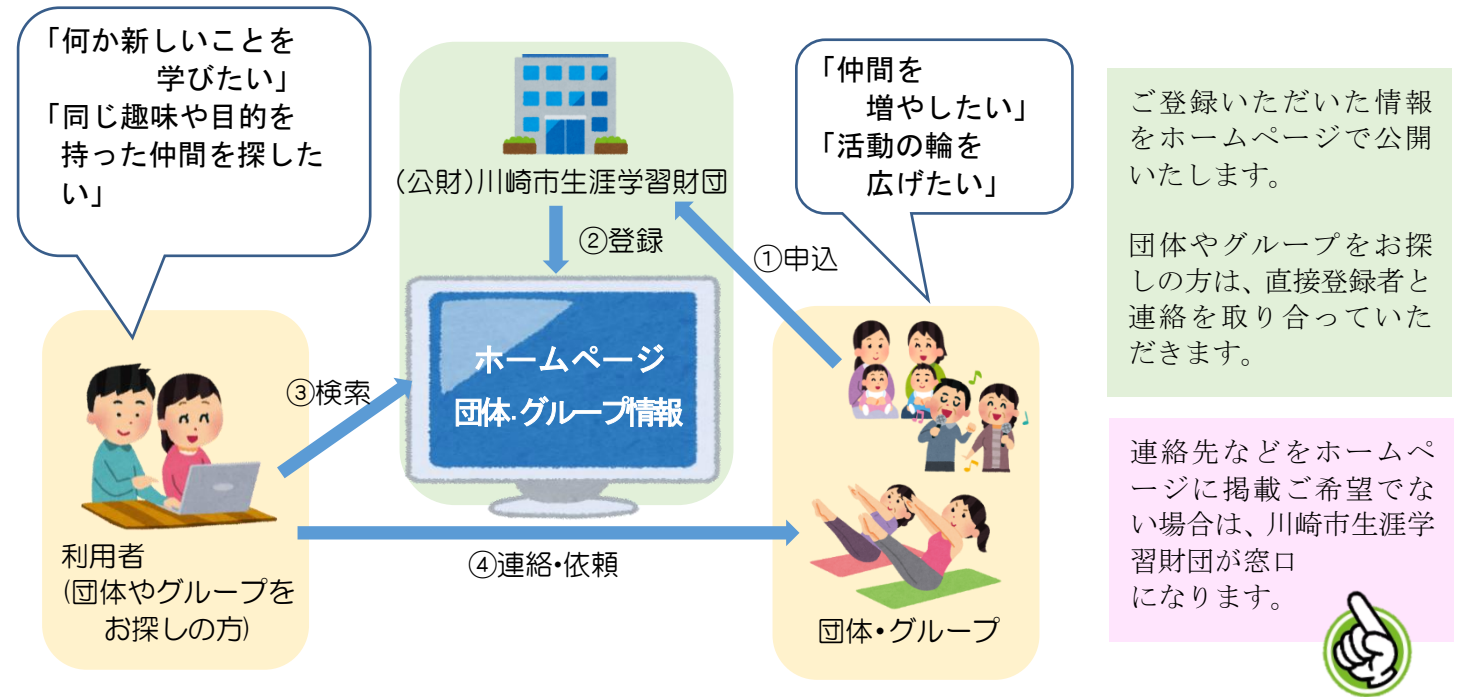 「何か新しいことを
学びたい」
「同じ趣味や目的を
持った仲間を探した
い」
(公財)川崎市生涯学習財団
②登録
「仲間を
増やしたい」
「活動の輪を
広げたい」
①申込
ホームページ
団体・グループ情報
③検索
利用者
(団体やグループを
お探しの方)
④連絡・依頼
団体・グループ
ご登録いただいた情報
をホームページで公開
いたします。
団体やグループをお探
しの方は、直接登録者と
連絡を取り合っていた
だきます。
連絡先などをホームペ
ージに掲載ご希望でな
い場合は、川崎市生涯学
習財団が窓口
になります。